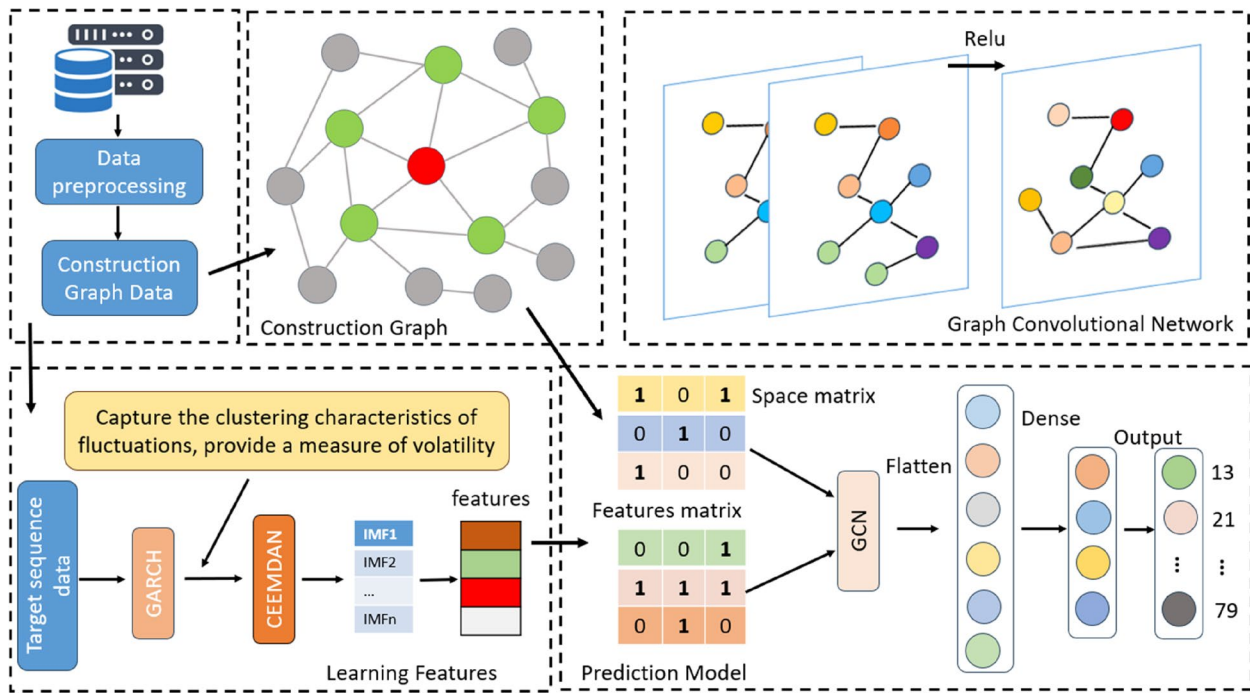 Data
preprocessing
Construction
Graph Data
Construction Graph
Relu
Graph Convolutional Network
Capture the clustering characteristics of
fluctuations, provide a measure of volatility
Target sequence
data
GARCH
CEEMDAN
IMF1
IMF2
...
IMFn
features
Learning Features
1 0 1
0 1 0
1 0 0
Space matrix
Features matrix
0 0 1
1 1 1
0 1 0
GCN
Flatten
Dense
Output
13
21
... ...
79
Prediction Model